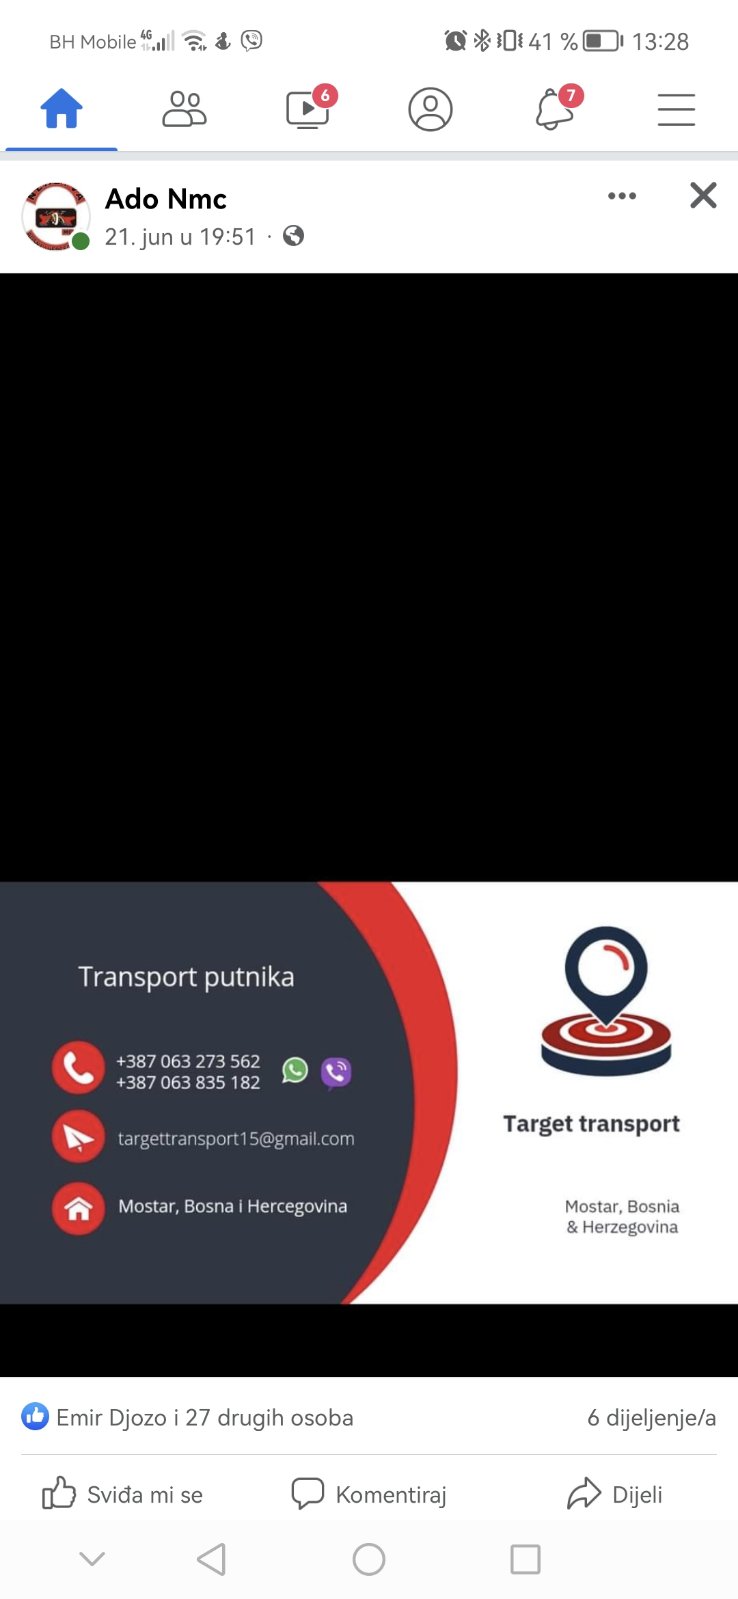 BH Mobile 4G 41 % 13:28
6
7
Ado Nmc
21. jun u 19:51 ·
Transport putnika
+387 063 273 562
+387 063 835 182
targettransport15@gmail.com
Mostar, Bosna i Hercegovina
Target transport
Mostar, Bosnia
& Herzegovina
Emir Djozo i 27 drugih osoba
6 dijeljenje/a
Sviđa mi se
Komentiraj
Dijeli